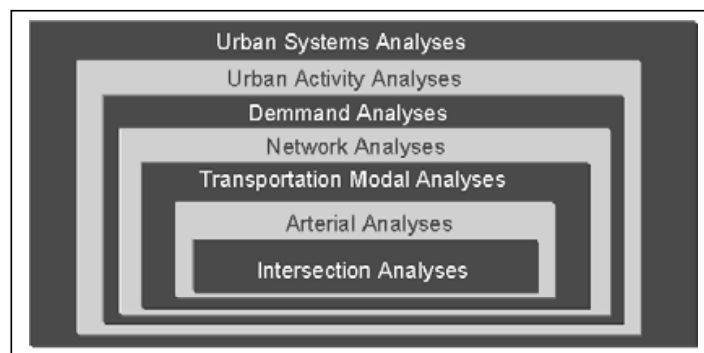 Urban Systems Analyses
Urban Activity Analyses
Demmand Analyses
Network Analyses
Transportation Modal Analyses
Arterial Analyses
Intersection Analyses